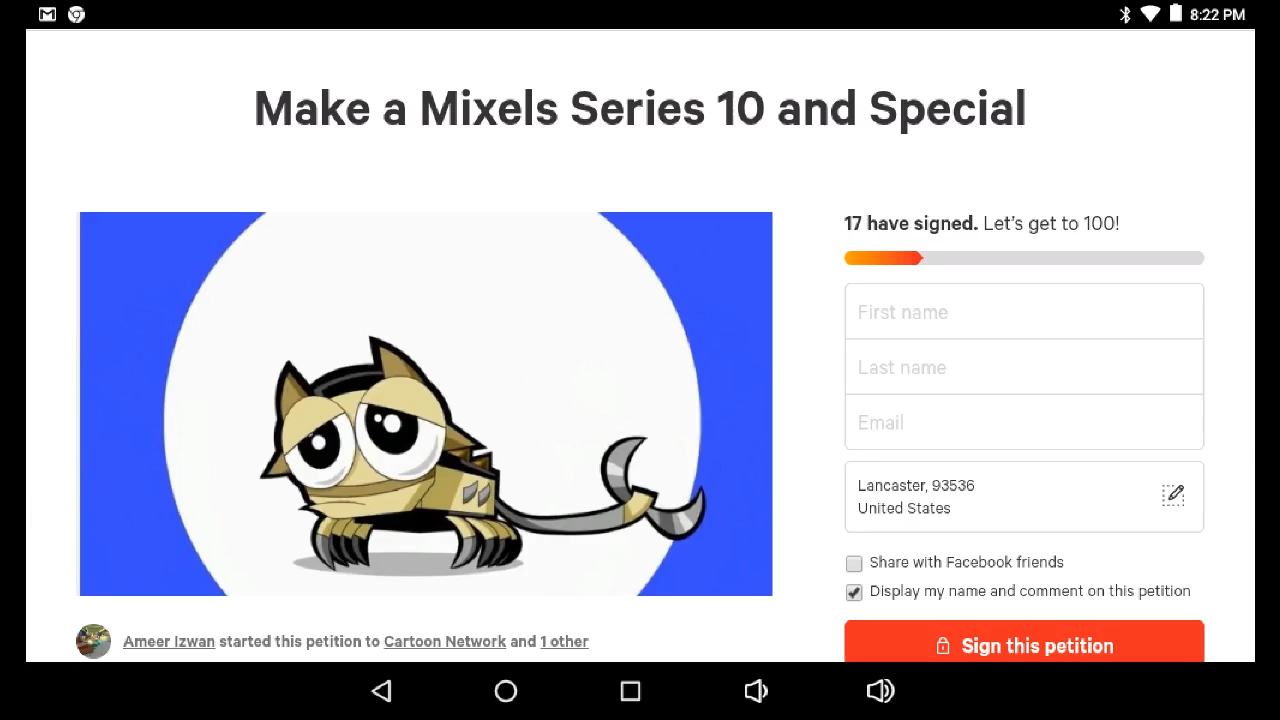 8:22 PM
Make a Mixels Series 10 and Special
17 have signed. Let's get to 100!
First name
Last name
Email
Lancaster, 93536
United States
Share with Facebook friends
Display my name and comment on this petition
Ameer Izwan started this petition to Cartoon Network and 1 other
Sign this petition